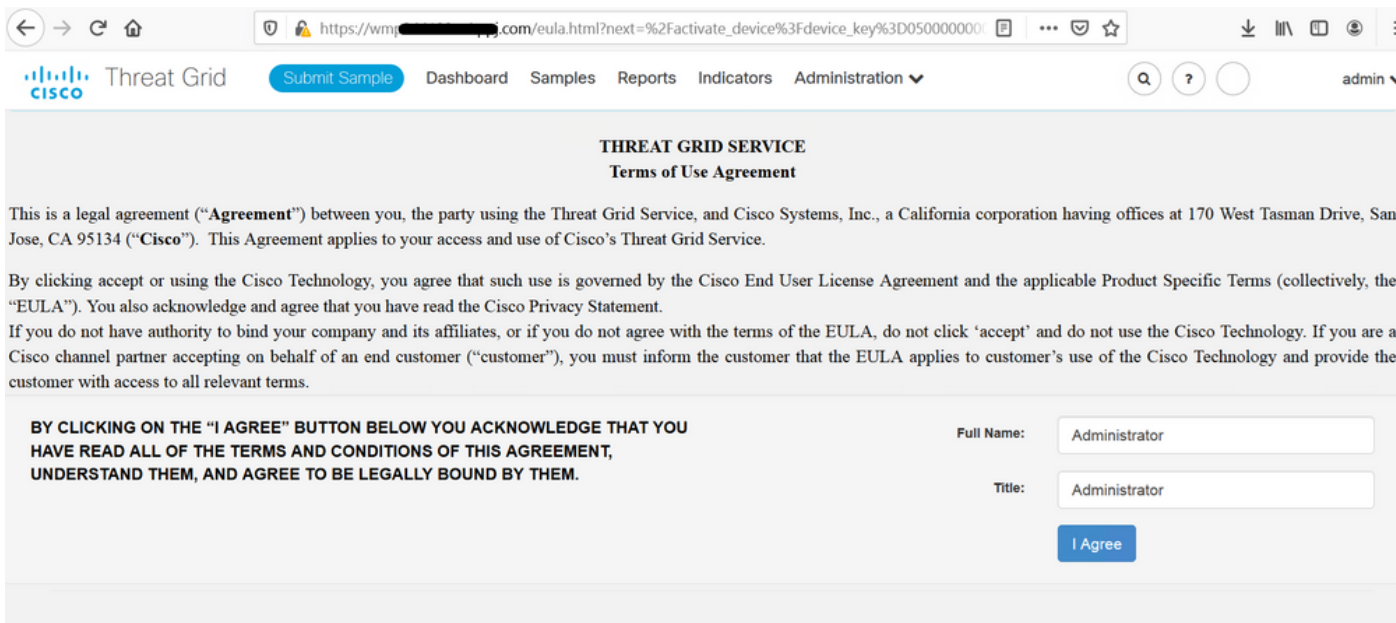 https://wmp .com/eula.html?next=%2Factivate_device%3Fdevice_key%3D050000000
CISCO
Threat Grid
Submit Sample
Dashboard
Samples
Reports
Indicators
Administration
?
admin
THREAT GRID SERVICE
Terms of Use Agreement
This is a legal agreement (“Agreement”) between you, the party using the Threat Grid Service, and Cisco Systems, Inc., a California corporation having offices at 170 West Tasman Drive, San
Jose, CA 95134 (“Cisco”). This Agreement applies to your access and use of Cisco’s Threat Grid Service.
By clicking accept or using the Cisco Technology, you agree that such use is governed by the Cisco End User License Agreement and the applicable Product Specific Terms (collectively, the
“EULA”). You also acknowledge and agree that you have read the Cisco Privacy Statement.
If you do not have authority to bind your company and its affiliates, or if you do not agree with the terms of the EULA, do not click ‘accept’ and do not use the Cisco Technology. If you are a
Cisco channel partner accepting on behalf of an end customer (“customer”), you must inform the customer that the EULA applies to customer’s use of the Cisco Technology and provide the
customer with access to all relevant terms.
BY CLICKING ON THE “I AGREE” BUTTON BELOW YOU ACKNOWLEDGE THAT YOU
HAVE READ ALL OF THE TERMS AND CONDITIONS OF THIS AGREEMENT,
UNDERSTAND THEM, AND AGREE TO BE LEGALLY BOUND BY THEM.
Full Name:
Administrator
Title:
Administrator
I Agree